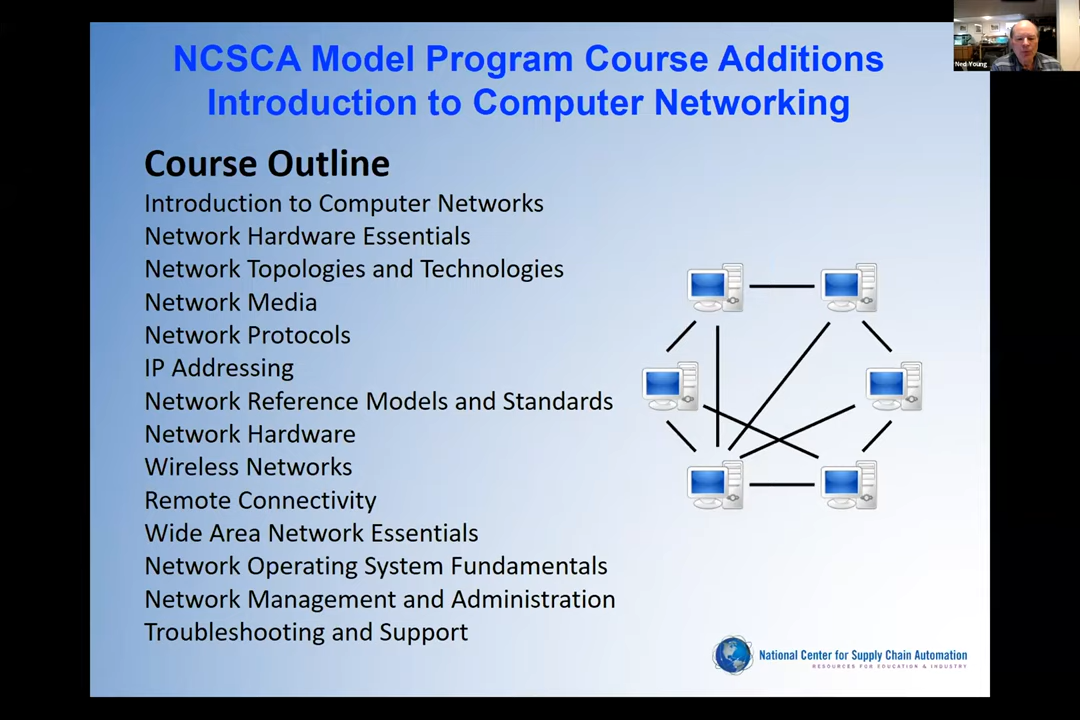 NCSCA Model Program Course Additions
Introduction to Computer Networking
Course Outline
Introduction to Computer Networks
Network Hardware Essentials
Network Topologies and Technologies
Network Media
Network Protocols
IP Addressing
Network Reference Models and Standards
Network Hardware
Wireless Networks
Remote Connectivity
Wide Area Network Essentials
Network Operating System Fundamentals
Network Management and Administration
Troubleshooting and Support
National Center for Supply Chain Automation
RESOURCES FOR EDUCATION & INDUSTRY
Ned Young